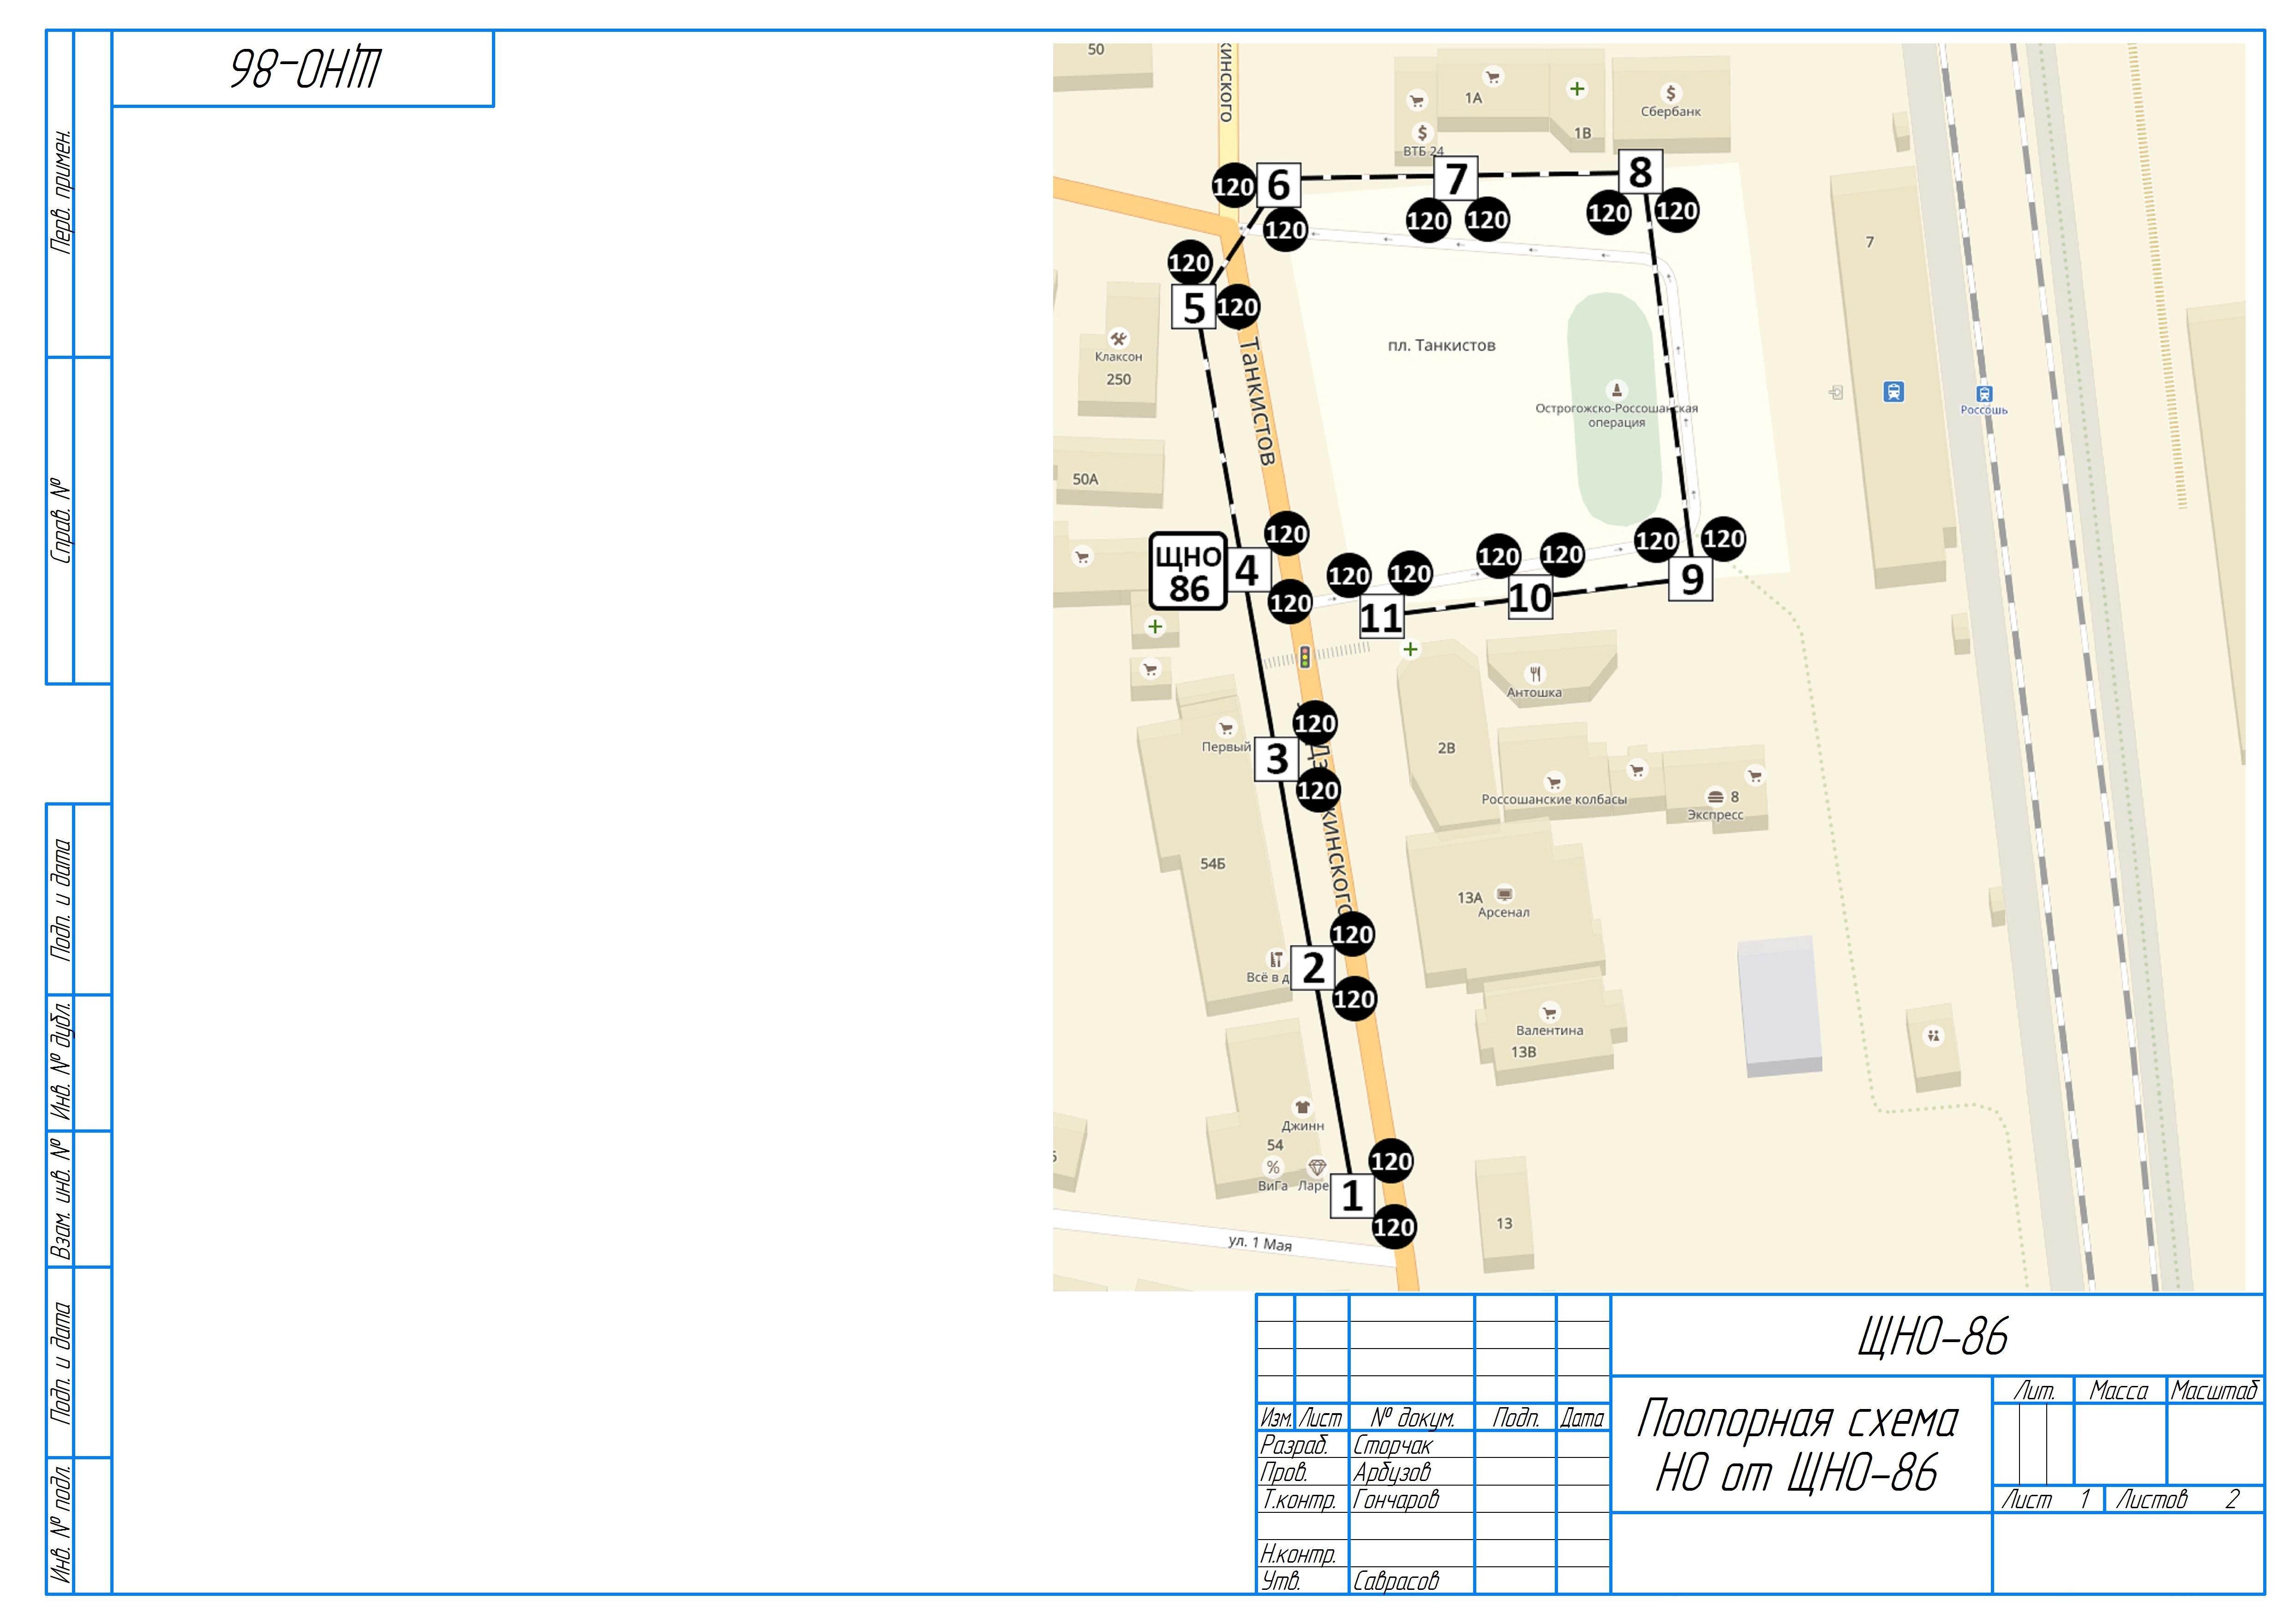 ЩНО-86
Перв. примен.
Справ. №
Подп. и дата
Инв. № дубл.
Взам. инв. №
Подп. и дата
Инв. № подл.
50
кинского
1А
1В
Сбербанк
ВТБ 24
120
6
7
8
120
120
120
120
120
120
7
120
5
120
Клаксон
250
Танкистов
пл. Танкистов
Острогожско-Россошанская
операция
Россошь
50А
120
120
120
120
120
120
120
ЩНО
86
4
120
11
10
9
Антошка
120
Первый
3
120
2В
Россошанские колбасы
8
Экспресс
54Б
кинского
13А
Арсенал
120
Всё в д
2
120
Валентина
13В
Джинн
54
ВиГа
Ларе
120
1
120
13
ул. 1 Мая
ЩНО-86
Поопорная схема
НО от ЩНО-86
Лит. Масса Масштаб
Лист 1 Листов 2
Изм. Лист № докум. Подп. Дата
Разраб. Сторчак
Пров. Арбузов
Т.контр. Гончаров
Н.контр.
Утв. Саврасов